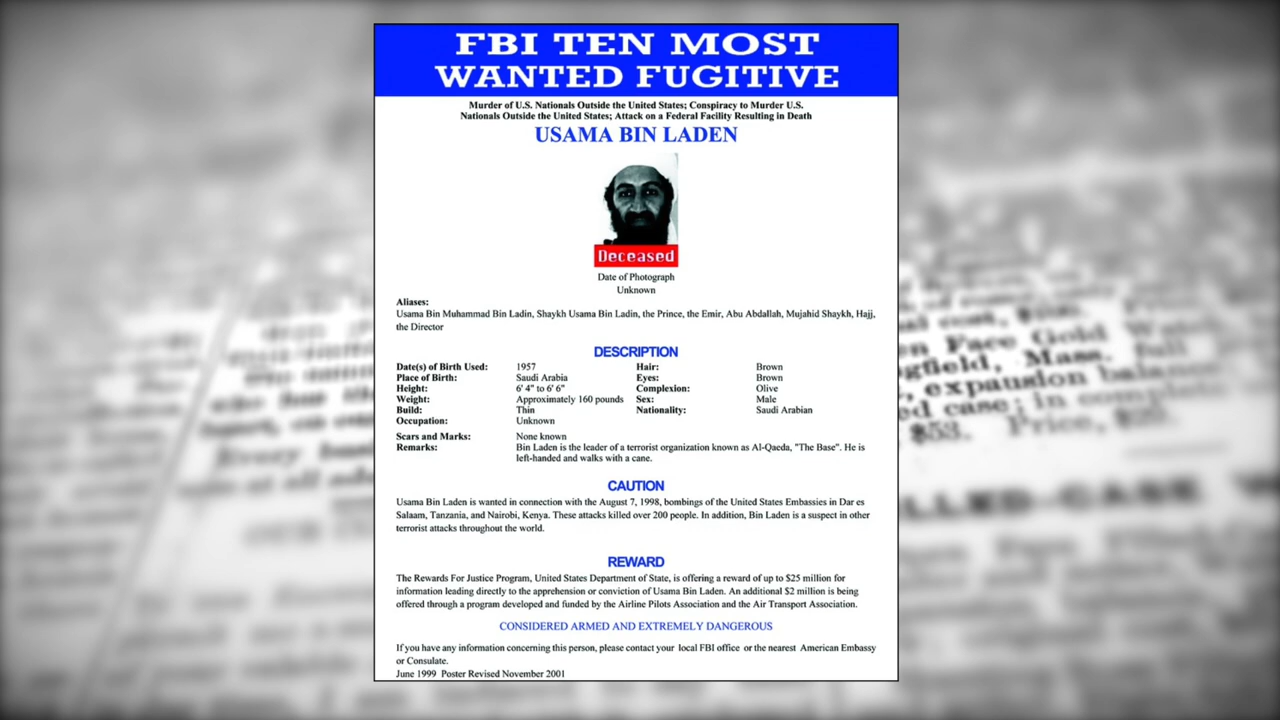 FBI TEN MOST
WANTED FUGITIVE
Murder of U.S. Nationals Outside the United States; Conspiracy to Murder U.S.
Nationals Outside the United States; Attack on a Federal Facility Resulting in Death
USAMA BIN LADEN
Deceased
Date of Photograph
Unknown
Aliases:
Usama Bin Muhammad Bin Ladin, Shaykh Usama Bin Ladin, the Prince, the Emir, Abu Abdallah, Mujahid Shaykh, Hajj,
the Director
DESCRIPTION
Date(s) of Birth Used: 1957 Hair: Brown
Place of Birth: Saudi Arabia Eyes: Brown
Height: 6' 4" to 6' 6" Complexion: Olive
Weight: Approximately 160 pounds Sex: Male
Build: Thin Nationality: Saudi Arabian
Occupation: Unknown
Scars and Marks: None known
Remarks: Bin Laden is the leader of a terrorist organization known as Al-Qaeda, "The Base". He is
left-handed and walks with a cane.
CAUTION
Usama Bin Laden is wanted in connection with the August 7, 1998, bombings of the United States Embassies in Dar es
Salaam, Tanzania, and Nairobi, Kenya. These attacks killed over 200 people. In addition, Bin Laden is a suspect in other
terrorist attacks throughout the world.
REWARD
The Rewards For Justice Program, United States Department of State, is offering a reward of up to $25 million for
information leading directly to the apprehension or conviction of Usama Bin Laden. An additional $2 million is being
offered through a program developed and funded by the Airline Pilots Association and the Air Transport Association.
CONSIDERED ARMED AND EXTREMELY DANGEROUS
If you have any information concerning this person, please contact your local FBI office or the nearest American Embassy
or Consulate.
June 1999 Poster Revised November 2001
Face Gold
Mass.
expansion balance
case; in complete
$53. Price,